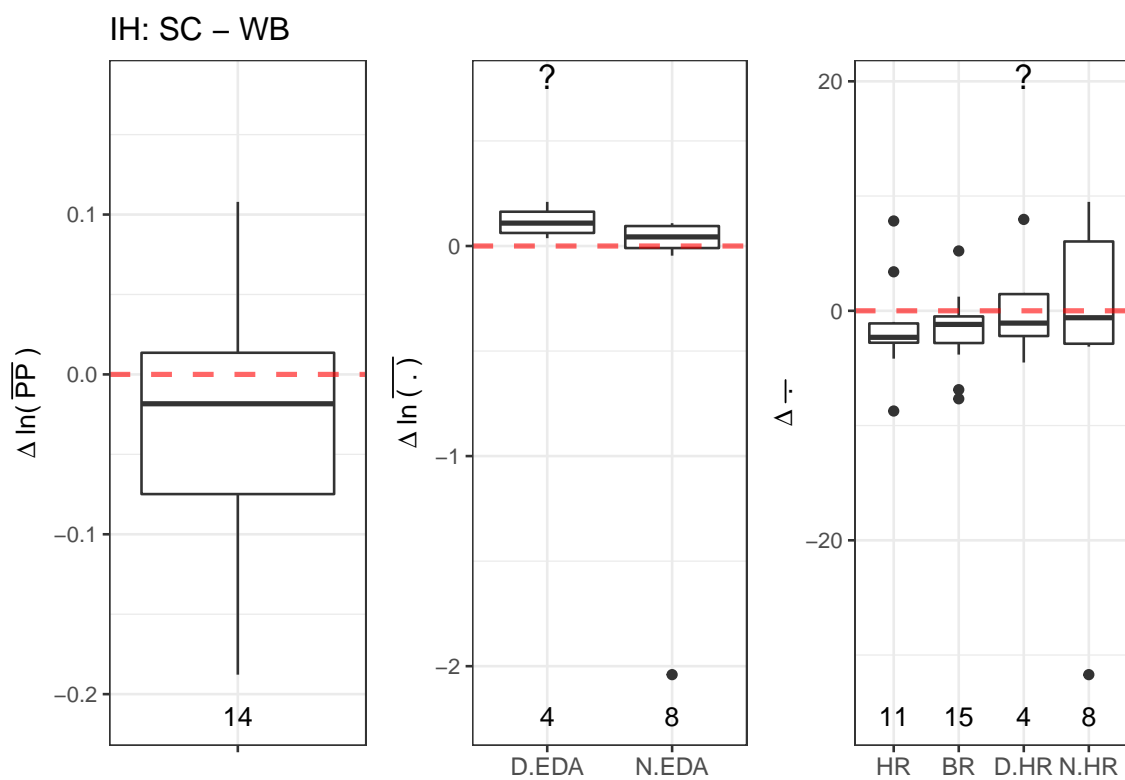 IH: SC − WB
Δ ln( PP )
0.1
0.0
−0.1
−0.2
14
Δ ln ( . )
0
−1
−2
?
4 8
D.EDA N.EDA
Δ .
20
0
−20
?
11 15 4 8
HR BR D.HR N.HR